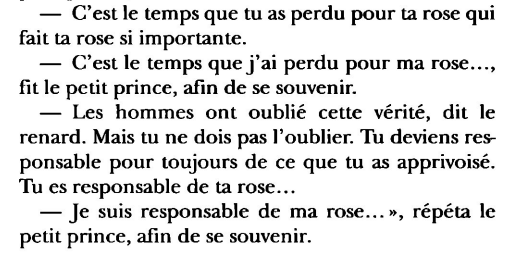 — C'est le temps que tu as perdu pour ta rose qui
fait ta rose si importante.
— C'est le temps que j'ai perdu pour ma rose...,
fit le petit prince, afin de se souvenir.
— Les hommes ont oublié cette vérité, dit le
renard. Mais tu ne dois pas l'oublier. Tu deviens res-
ponsable pour toujours de ce que tu as apprivoisé.
Tu es responsable de ta rose...
— Je suis responsable de ma rose... », répéta le
petit prince, afin de se souvenir.